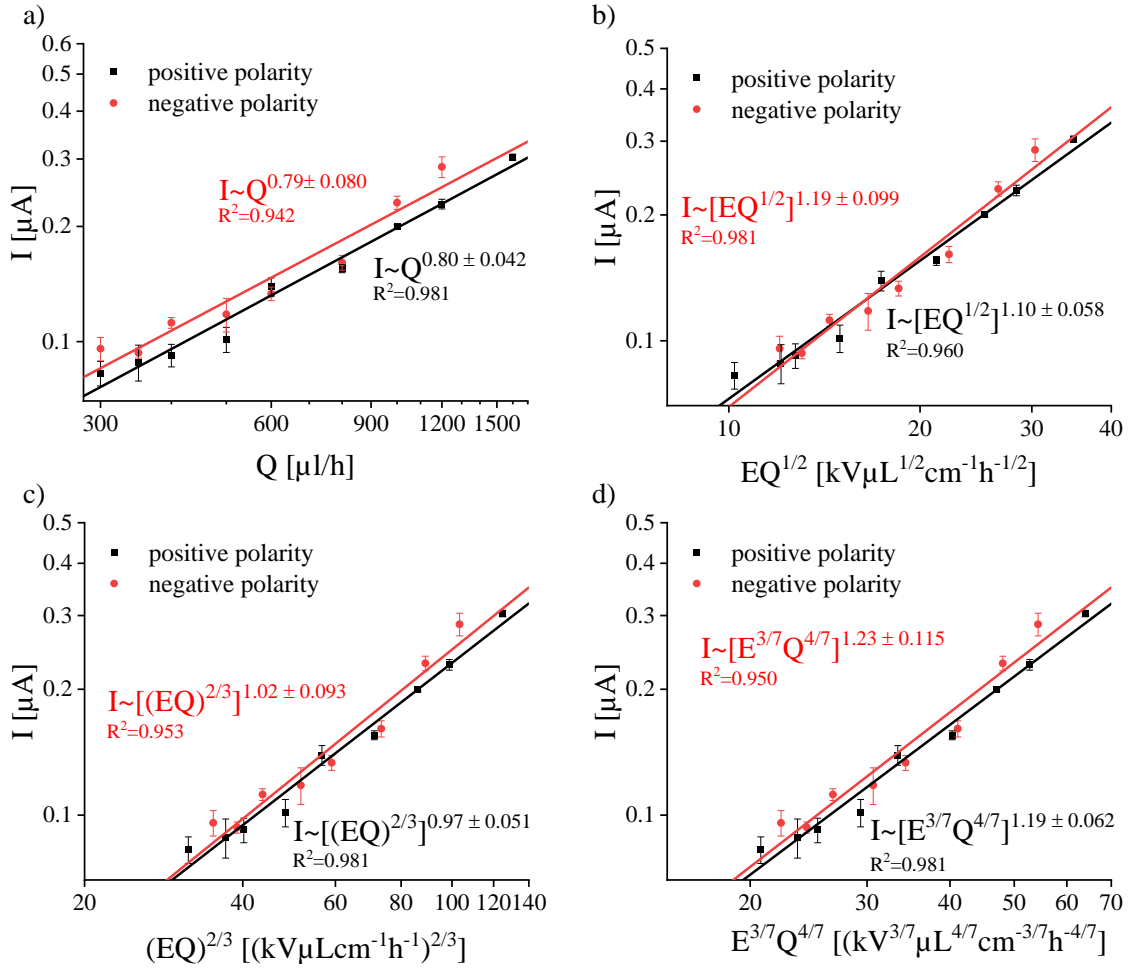 a)
0.6
0.5
0.4
0.3
0.2
0.1
I [µA]
positive polarity
negative polarity
I~Q^0.79± 0.080
R²=0.942
I~Q^0.80 ± 0.042
R²=0.981
300 600 900 1200 1500
Q [µl/h]
b)
0.5
0.4
0.3
0.2
0.1
I [µA]
positive polarity
negative polarity
I~[EQ^1/2]^1.19 ± 0.099
R²=0.981
I~[EQ^1/2]^1.10 ± 0.058
R²=0.960
10 20 30 40
EQ^1/2 [kVµL^1/2cm^-1h^-1/2]
c)
0.5
0.4
0.3
0.2
0.1
I [µA]
positive polarity
negative polarity
I~[(EQ)^2/3]^1.02 ± 0.093
R²=0.953
I~[(EQ)^2/3]^0.97 ± 0.051
R²=0.981
20 40 60 80 100 120 140
(EQ)^2/3 [(kVµLcm^-1h^-1)^2/3]
d)
0.5
0.4
0.3
0.2
0.1
I [µA]
positive polarity
negative polarity
I~[E^3/7Q^4/7]^1.23 ± 0.115
R²=0.950
I~[E^3/7Q^4/7]^1.19 ± 0.062
R²=0.981
20 30 40 50 60 70
E^3/7Q^4/7 [(kV^3/7µL^4/7cm^-3/7h^-4/7]